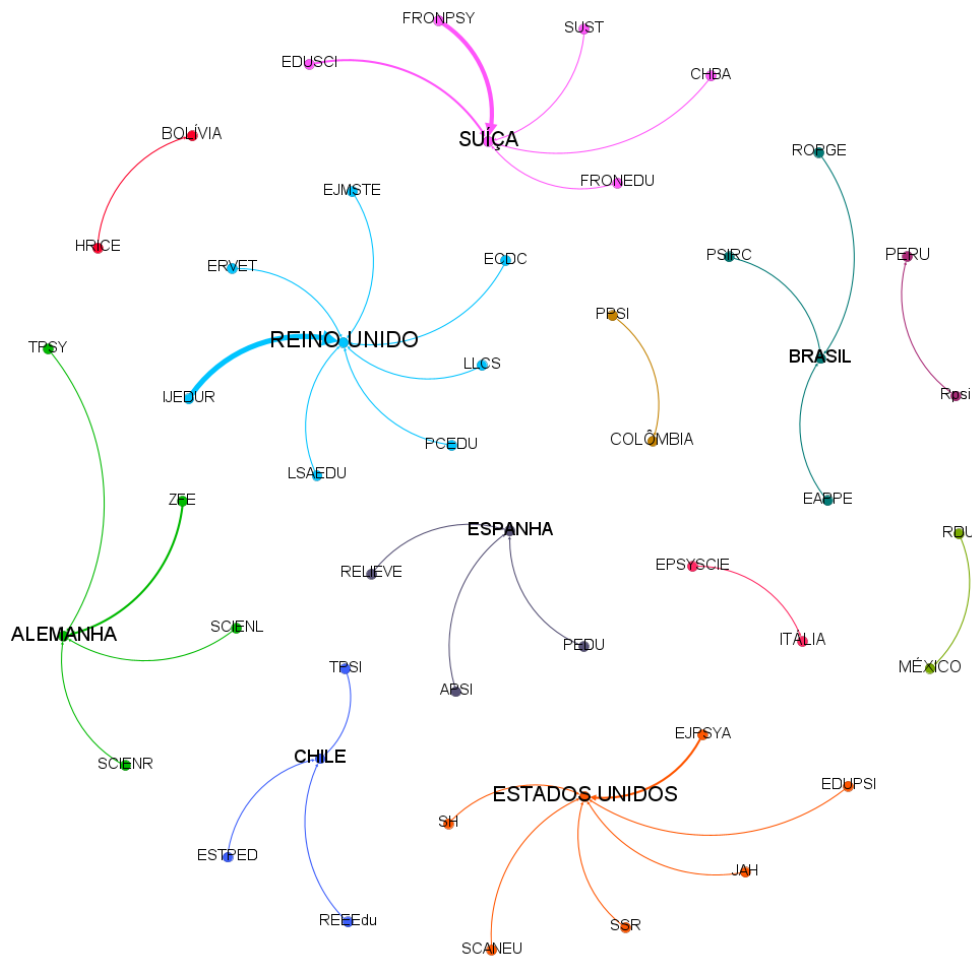 FRONPSY
SUST
EDUSCI
CHBA
SUÍÇA
FRONEDU
BOLÍVIA
HRICE
ROPGE
EJMSTE
ERVET
ECDC
PSIRC
PERU
REINO UNIDO
PPSI
TPSY
BRASIL
LLCS
IJEDUR
Rpsi
COLÔMBIA
PCEDU
LSAEDU
ZFE
EAPPE
ESPANHA
RDU
RELIEVE
EPSYSCIE
ALEMANHA
SCIENL
PEDU
ITALIA
TPSI
MÉXICO
APSI
EJPSYA
CHILE
SCIENR
ESTADOS UNIDOS
EDUPSI
SH
ESTPED
JAH
REEEdu
SSR
SCANEU